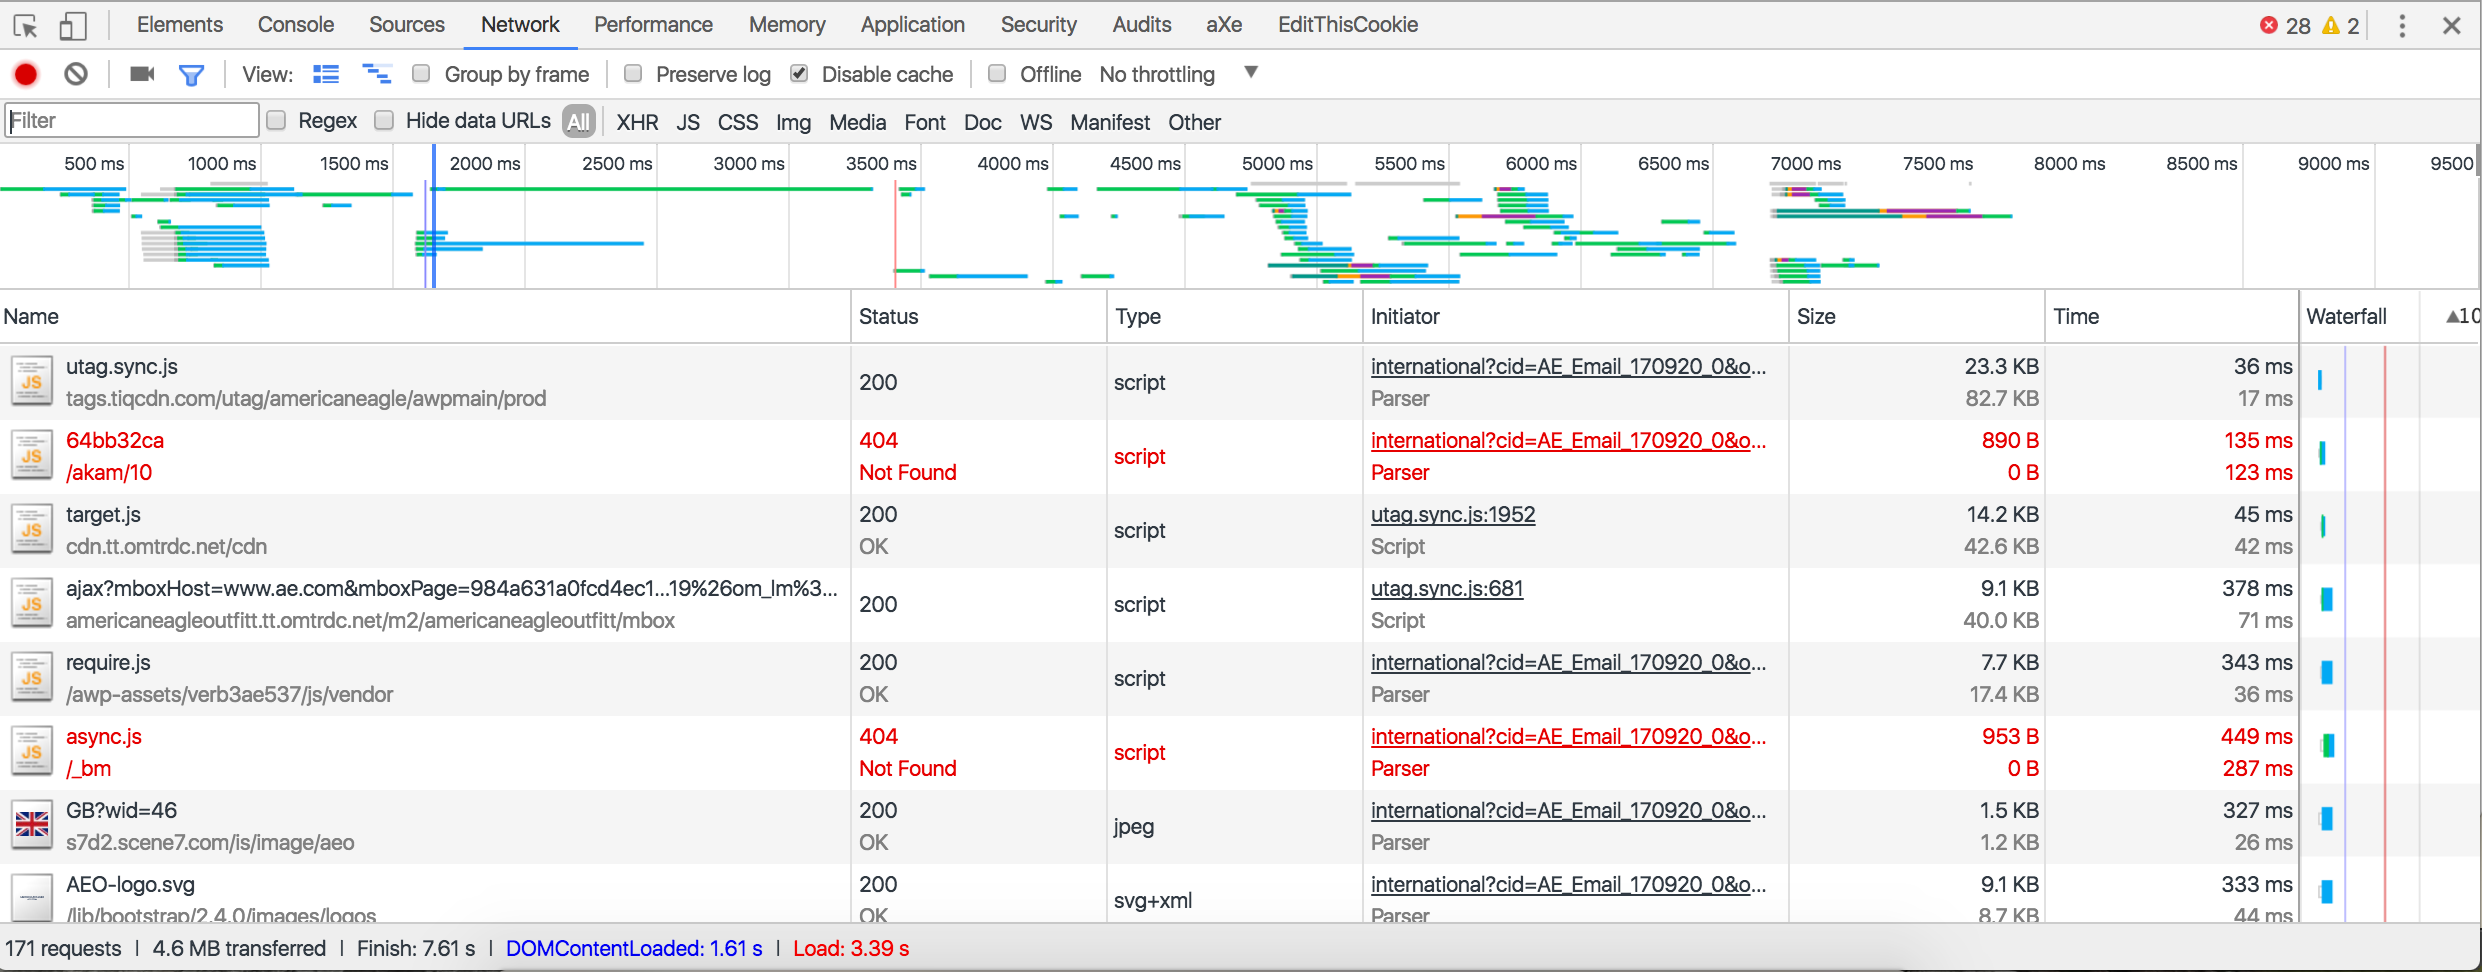 Elements Console Sources Network Performance Memory Application Security Audits aXe EditThisCookie 28 2
View: Group by frame Preserve log Disable cache Offline No throttling
Filter Regex Hide data URLs All XHR JS CSS Img Media Font Doc WS Manifest Other
500 ms 1000 ms 1500 ms 2000 ms 2500 ms 3000 ms 3500 ms 4000 ms 4500 ms 5000 ms 5500 ms 6000 ms 6500 ms 7000 ms 7500 ms 8000 ms 8500 ms 9000 ms 9500
Name Status Type Initiator Size Time Waterfall ▲10
JS utag.sync.js 200 script international?cid=AE_Email_170920_0&o... 23.3 KB 36 ms
tags.tiqcdn.com/utag/americaneagle/awpmain/prod Parser 82.7 KB 17 ms
JS 64bb32ca 404 script international?cid=AE_Email_170920_0&o... 890 B 135 ms
/akam/10 Not Found Parser 0 B 123 ms
JS target.js 200 script utag.sync.js:1952 14.2 KB 45 ms
cdn.tt.omtrdc.net/cdn OK Script 42.6 KB 42 ms
JS ajax?mboxHost=www.ae.com&mboxPage=984a631a0fcd4ec1...19%26om_lm%3... 200 script utag.sync.js:681 9.1 KB 378 ms
americaneagleoutfitt.tt.omtrdc.net/m2/americaneagleoutfitt/mbox Script 40.0 KB 71 ms
JS require.js 200 script international?cid=AE_Email_170920_0&o... 7.7 KB 343 ms
/awp-assets/verb3ae537/js/vendor OK Parser 17.4 KB 36 ms
JS async.js 404 script international?cid=AE_Email_170920_0&o... 953 B 449 ms
/_bm Not Found Parser 0 B 287 ms
GB?wid=46 200 jpeg international?cid=AE_Email_170920_0&o... 1.5 KB 327 ms
s7d2.scene7.com/is/image/aeo OK Parser 1.2 KB 26 ms
AEO-logo.svg 200 svg+xml international?cid=AE_Email_170920_0&o... 9.1 KB 333 ms
/lib/bootstrap/2.4.0/images/logos OK Parser 8.7 KB 44 ms
171 requests | 4.6 MB transferred | Finish: 7.61 s | DOMContentLoaded: 1.61 s | Load: 3.39 s